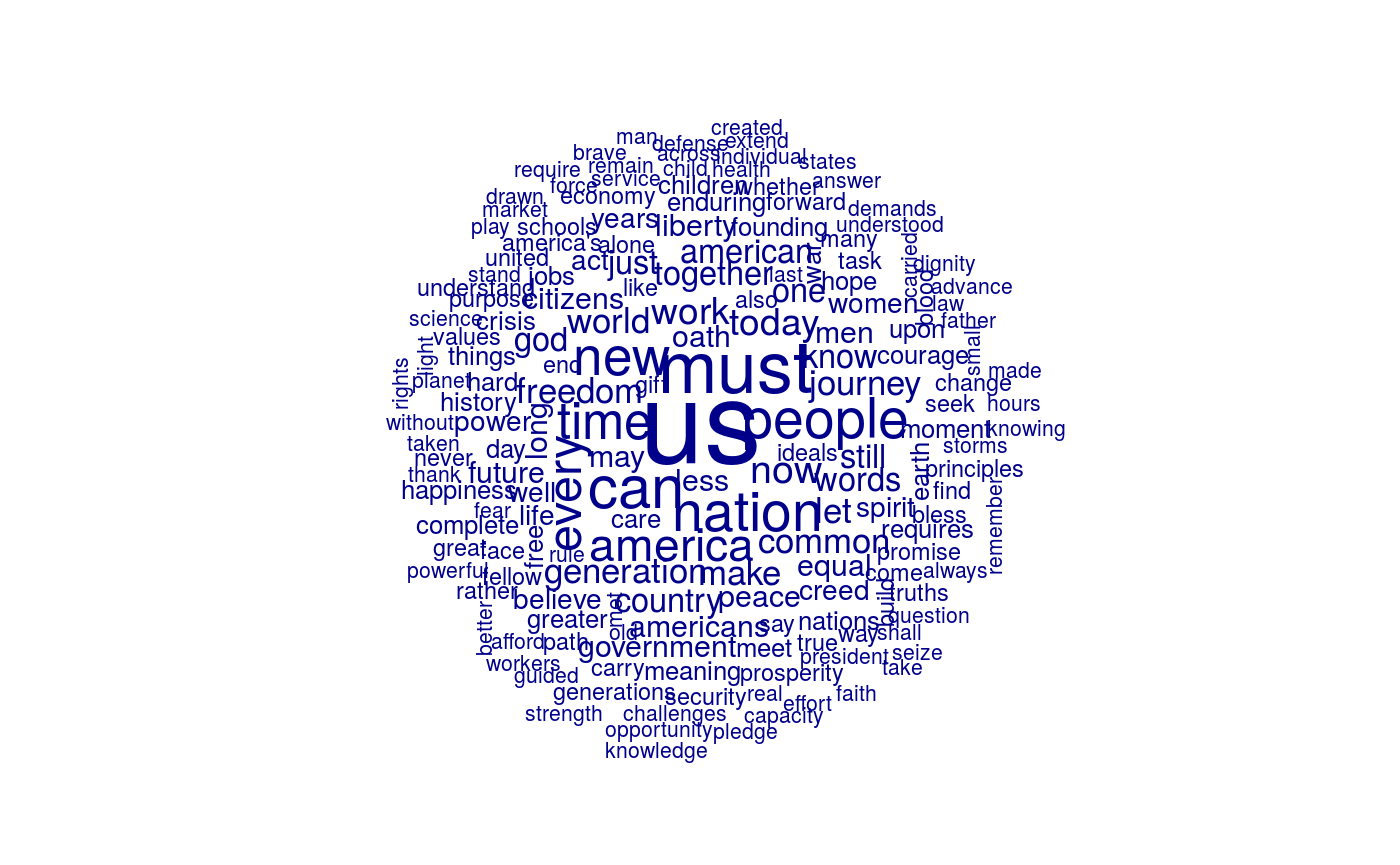 created
man
defense
extend
brave
across
individual
require
remain
child
health
states
force
service
children
whether
answer
drawn
economy
enduring
forward
market
years
liberty
founding
demands
play
schools
understood
america's
alone
american
many
united
act
just
war
task
carried
dignity
stand
jobs
together
last
hope
understand
like
one
blood
advance
purpose
citizens
also
women
law
science
crisis
world
work
today
men
upon
father
values
god
oath
small
light
things
end
new
must
know
courage
rights
planet
hard
freedom
gift
journey
change
made
history
seek
hours
without
power
long
time
us
people
moment
knowing
taken
day
may
ideals
still
storms
never
thank
future
every
can
less
now
words
earth
principles
happiness
well
find
fear
life
care
nation
let
spirit
bless
remember
complete
requires
great
face
free
rule
america
common
promise
powerful
fellow
generation
make
equal
come
always
rather
believe
country
peace
creed
build
truths
better
greater
met
one
old
americans
say
nations
question
afford
path
government
meet
true
way
shall
workers
guided
carry
meaning
prosperity
president
seize
take
generations
security
real
effort
faith
strength
challenges
capacity
opportunity
pledge
knowledge